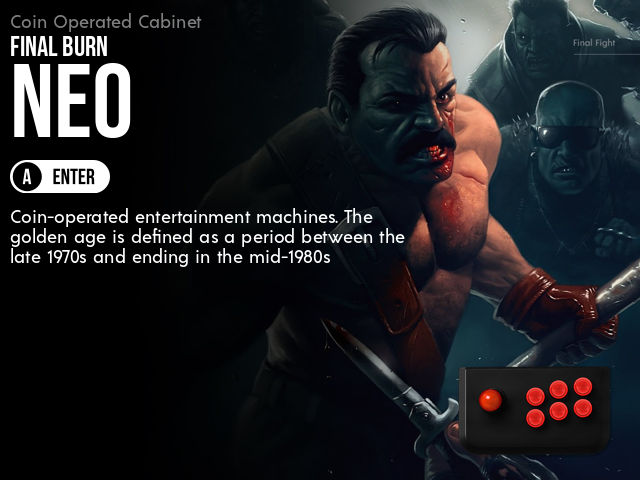 Coin Operated Cabinet
Final Fight
FINAL BURN
NEO
A ENTER
Coin-operated entertainment machines. The
golden age is defined as a period between the
late 1970s and ending in the mid-1980s